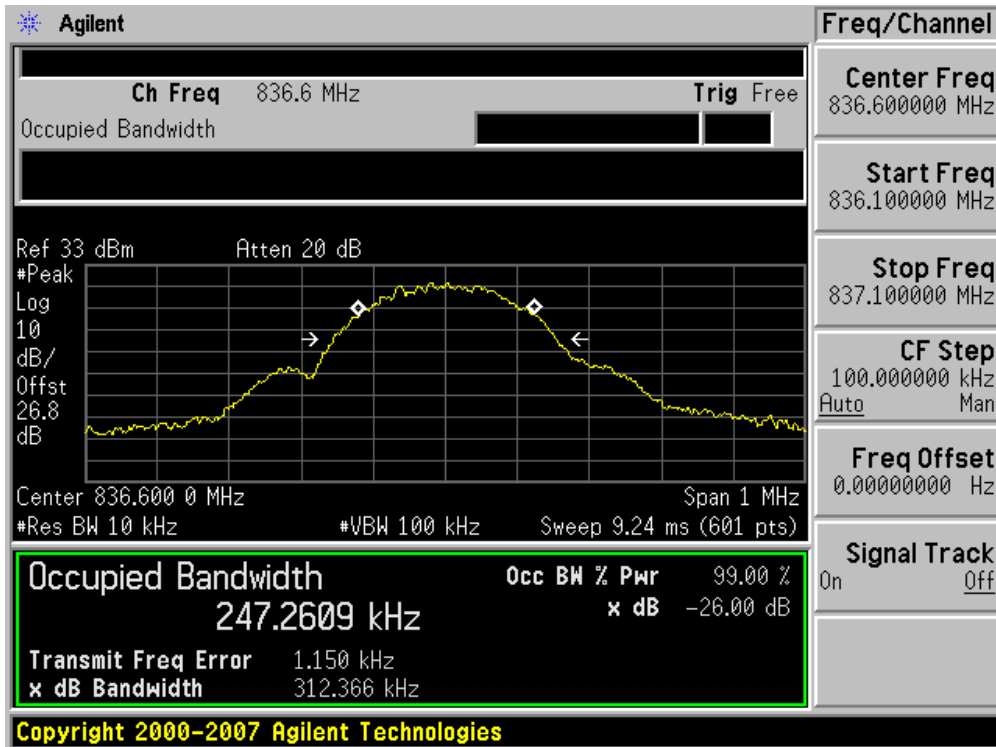 Agilent
Freq/Channel
Ch Freq 836.6 MHz Trig Free
Occupied Bandwidth
Center Freq
836.600000 MHz
Start Freq
836.100000 MHz
Stop Freq
837.100000 MHz
CF Step
100.000000 kHz
Auto Man
Freq Offset
0.00000000 Hz
Signal Track
On Off
Ref 33 dBm Atten 20 dB
#Peak
Log
10
dB/
Offst
26.8
dB
Center 836.600 0 MHz Span 1 MHz
#Res BW 10 kHz #VBW 100 kHz Sweep 9.24 ms (601 pts)
Occupied Bandwidth Occ BW % Pwr 99.00 %
247.2609 kHz x dB -26.00 dB
Transmit Freq Error 1.150 kHz
x dB Bandwidth 312.366 kHz
Copyright 2000-2007 Agilent Technologies